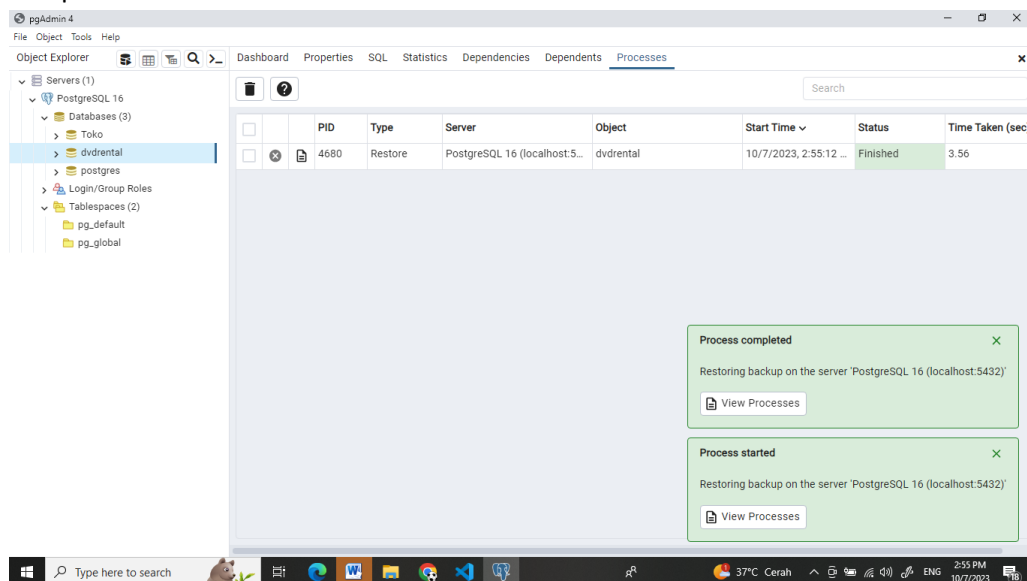 pgAdmin 4
File Object Tools Help
Object Explorer
Dashboard Properties SQL Statistics Dependencies Dependents Processes
Servers (1)
PostgreSQL 16
Databases (3)
Toko
dvdrental
postgres
Login/Group Roles
Tablespaces (2)
pg_default
pg_global
Search
PID Type Server Object Start Time Status Time Taken (sec
4680 Restore PostgreSQL 16 (localhost:5... dvdrental 10/7/2023, 2:55:12 ... Finished 3.56
Process completed
Restoring backup on the server 'PostgreSQL 16 (localhost:5432)'
View Processes
Process started
Restoring backup on the server 'PostgreSQL 16 (localhost:5432)'
View Processes
Type here to search
37°C Cerah
ENG
2:55 PM
10/7/2023